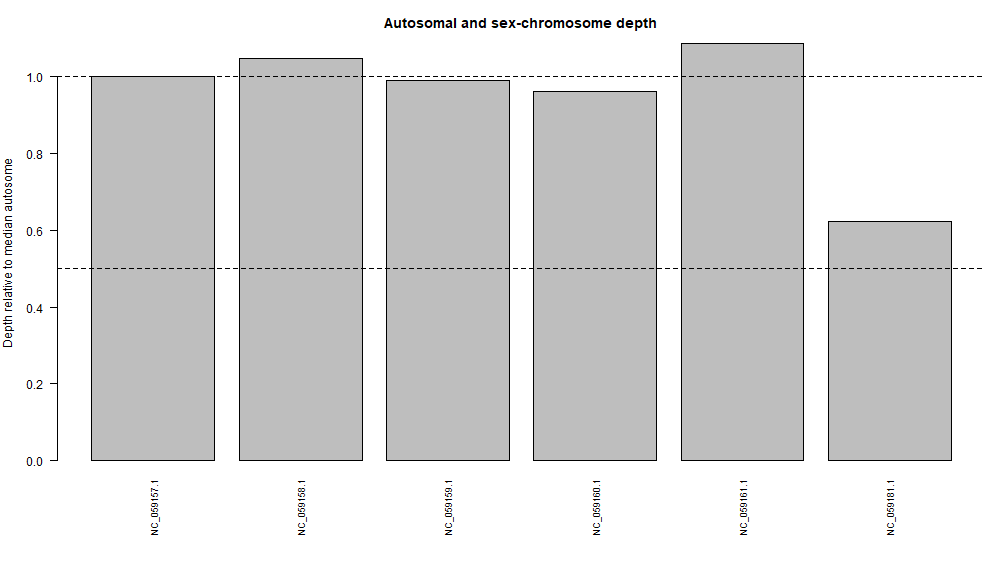 Autosomal and sex-chromosome depth
Depth relative to median autosome
1.0
0.8
0.6
0.4
0.2
0.0
NC_059157.1
NC_059158.1
NC_059159.1
NC_059160.1
NC_059161.1
NC_059181.1